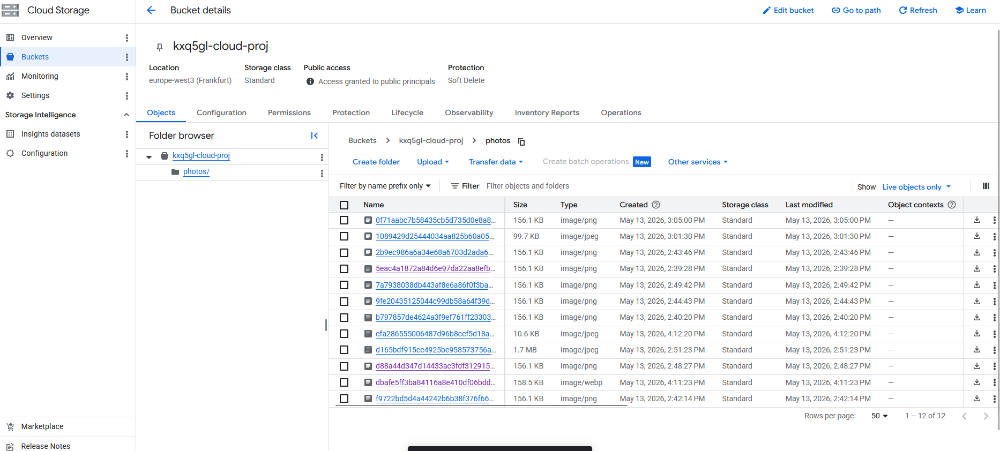 Cloud Storage
Bucket details
Edit bucket
Go to path
Refresh
Learn
Overview
Buckets
Monitoring
Settings
Storage Intelligence
Insights datasets
Configuration
Marketplace
Release Notes
kxq5gl-cloud-proj
Location Storage class Public access Protection
europe-west3 (Frankfurt) Standard Access granted to public principals Soft Delete
Objects Configuration Permissions Protection Lifecycle Observability Inventory Reports Operations
Folder browser
kxq5gl-cloud-proj
photos/
Buckets > kxq5gl-cloud-proj > photos
Create folder Upload Transfer data Create batch operations New Other services
Filter by name prefix only Filter Filter objects and folders Show Live objects only
Name Size Type Created Storage class Last modified Object contexts
0f71aabc7b58435cb5d735d0e8a8... 156.1 KB image/png May 13, 2026, 3:05:00 PM Standard May 13, 2026, 3:05:00 PM —
1089429d25444034aa825b60a05... 99.7 KB image/jpeg May 13, 2026, 3:01:30 PM Standard May 13, 2026, 3:01:30 PM —
2b9ec986a6a34e68a6703d2ada6... 156.1 KB image/png May 13, 2026, 2:43:46 PM Standard May 13, 2026, 2:43:46 PM —
5eac4a1872a84d6e97da22aa8efb... 156.1 KB image/png May 13, 2026, 2:39:28 PM Standard May 13, 2026, 2:39:28 PM —
7a7938038db443af8e6a86f0f3ba... 156.1 KB image/png May 13, 2026, 2:49:42 PM Standard May 13, 2026, 2:49:42 PM —
9fe20435125044c99db58a64f39d... 156.1 KB image/png May 13, 2026, 2:44:43 PM Standard May 13, 2026, 2:44:43 PM —
b797857de4624a3f9ef761ff23303... 156.1 KB image/png May 13, 2026, 2:40:20 PM Standard May 13, 2026, 2:40:20 PM —
cfa286555006487d96b8ccf5d18a... 10.6 KB image/jpeg May 13, 2026, 4:12:20 PM Standard May 13, 2026, 4:12:20 PM —
d165bdf915cc4925be958573756a... 1.7 MB image/jpeg May 13, 2026, 2:51:23 PM Standard May 13, 2026, 2:51:23 PM —
d88a44d347d14433ac3fdf312915... 156.1 KB image/png May 13, 2026, 2:48:27 PM Standard May 13, 2026, 2:48:27 PM —
dbafe5ff3ba84116a8e410df06bdd... 158.5 KB image/webp May 13, 2026, 4:11:23 PM Standard May 13, 2026, 4:11:23 PM —
f9722bd5d4a44242b6b38f376f66... 156.1 KB image/png May 13, 2026, 2:42:14 PM Standard May 13, 2026, 2:42:14 PM —
Rows per page: 50 1 – 12 of 12